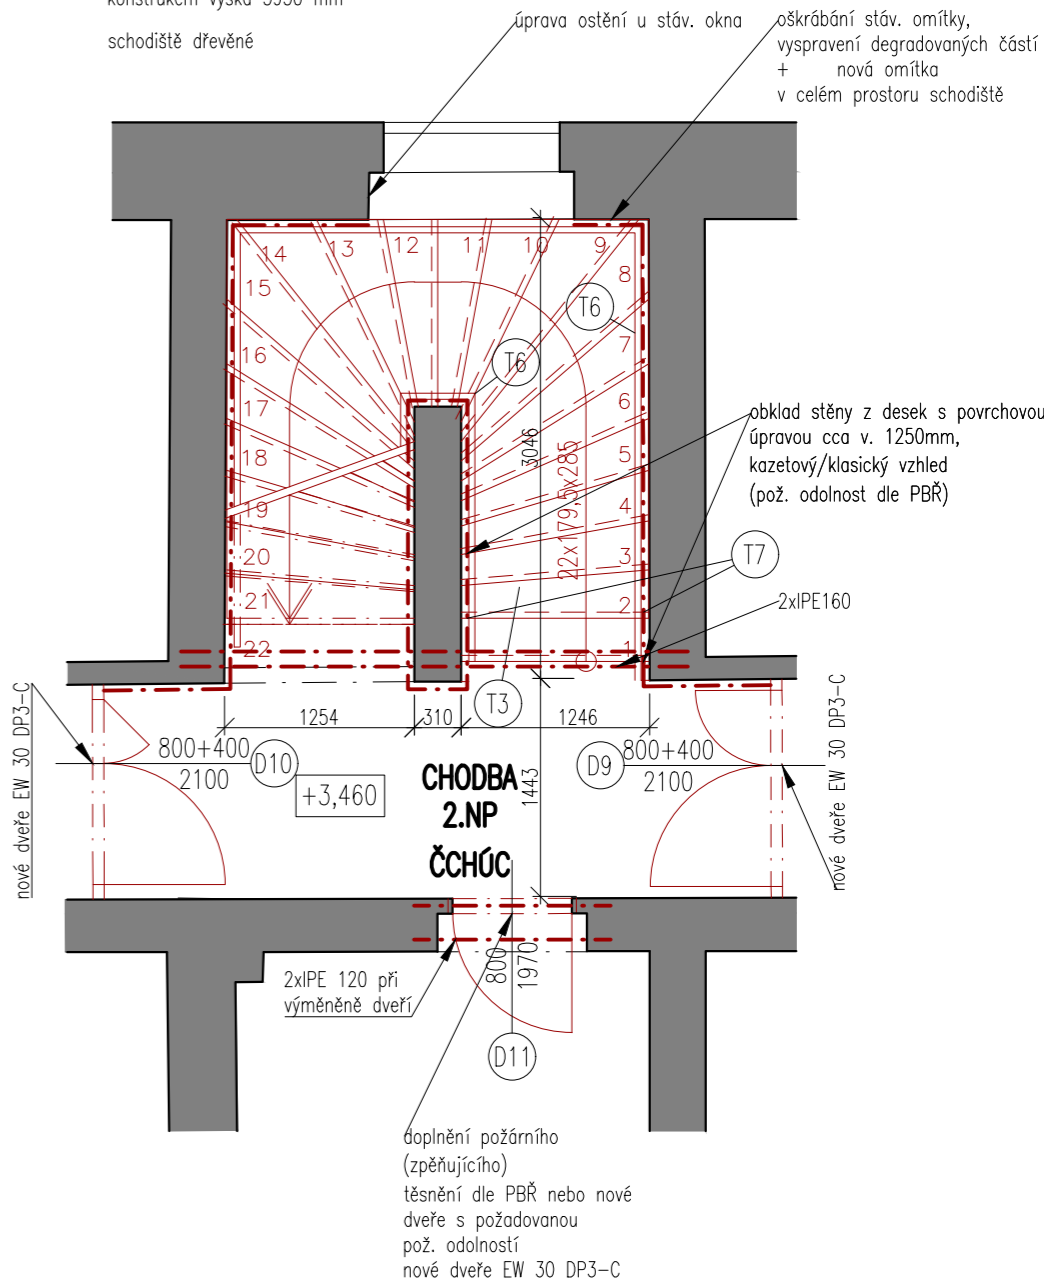 schodiště dřevěné
úprava ostění u stáv. okna
oškrábání stáv. omítky,
vyspravení degradovaných částí
+ nová omítka
v celém prostoru schodiště
14
13
12
11
10
9
15
8
16
7
17
6
18
5
19
4
20
3
21
2
22
1
T6
T6
3046
22x179,5x285
obklad stěny z desek s povrchovou
úpravou cca v. 1250mm,
kazetový/klasický vzhled
(pož. odolnost dle PBŘ)
T7
2xIPE160
T3
1254
310
1246
nové dveře EW 30 DP3-C
800+400
2100
D10
+3,460
CHODBA
2.NP
ČCHÚC
1443
D9
800+400
2100
nové dveře EW 30 DP3-C
2xIPE 120 při
výměněně dveří
800
1970
D11
doplnění požárního
(zpěňujícího)
těsnění dle PBŘ nebo nové
dveře s požadovanou
pož. odolností
nové dveře EW 30 DP3-C